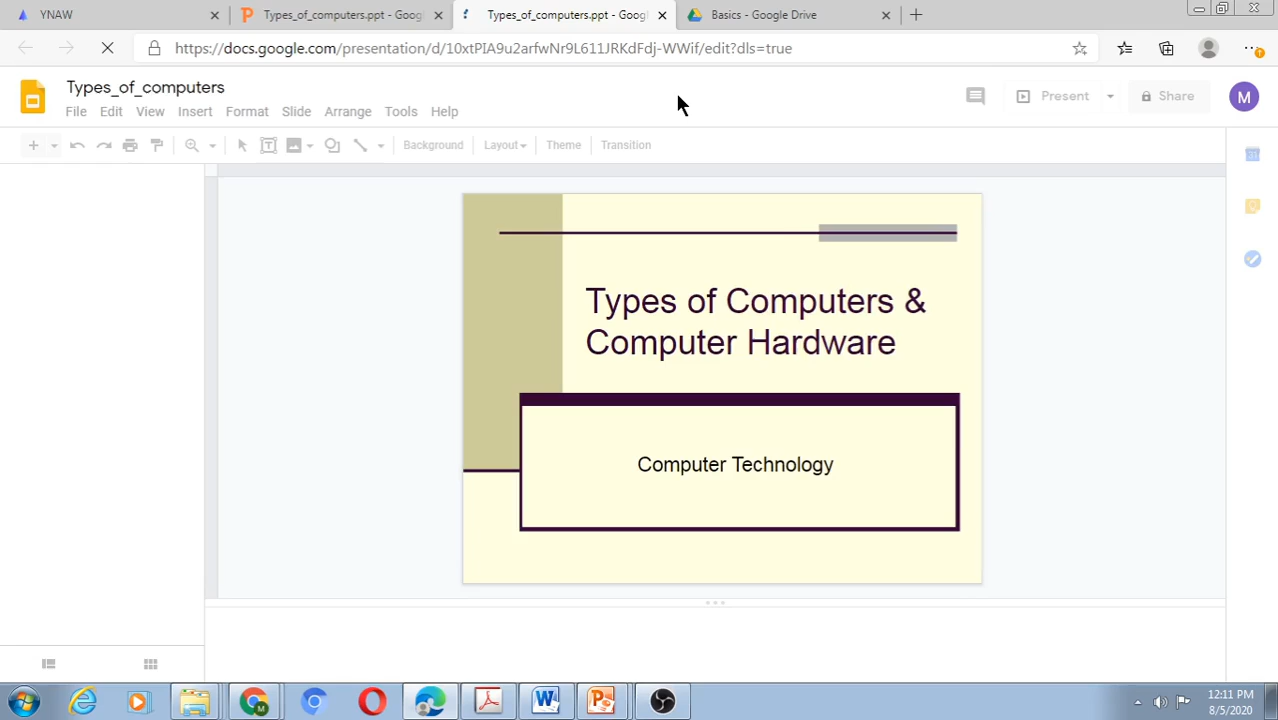 YNAW
Types_of_computers.ppt - Googl
Types_of_computers.ppt - Googl
Basics - Google Drive
https://docs.google.com/presentation/d/10xtPIA9u2arfwNr9L611JRKdFdj-WWif/edit?dls=true
Types_of_computers
File Edit View Insert Format Slide Arrange Tools Help
Present
Share
M
Background Layout Theme Transition
Types of Computers &
Computer Hardware
Computer Technology
12:11 PM
8/5/2020